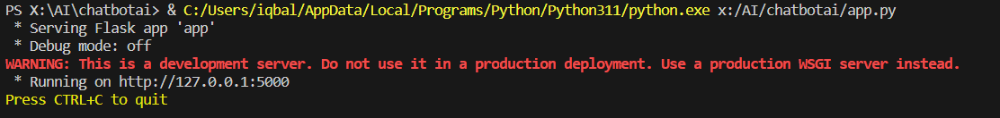 PS X:\AI\chatbotai> & C:/Users/iqbal/AppData/Local/Programs/Python/Python311/python.exe x:/AI/chatbotai/app.py
 * Serving Flask app 'app'
 * Debug mode: off
WARNING: This is a development server. Do not use it in a production deployment. Use a production WSGI server instead.
 * Running on http://127.0.0.1:5000
Press CTRL+C to quit